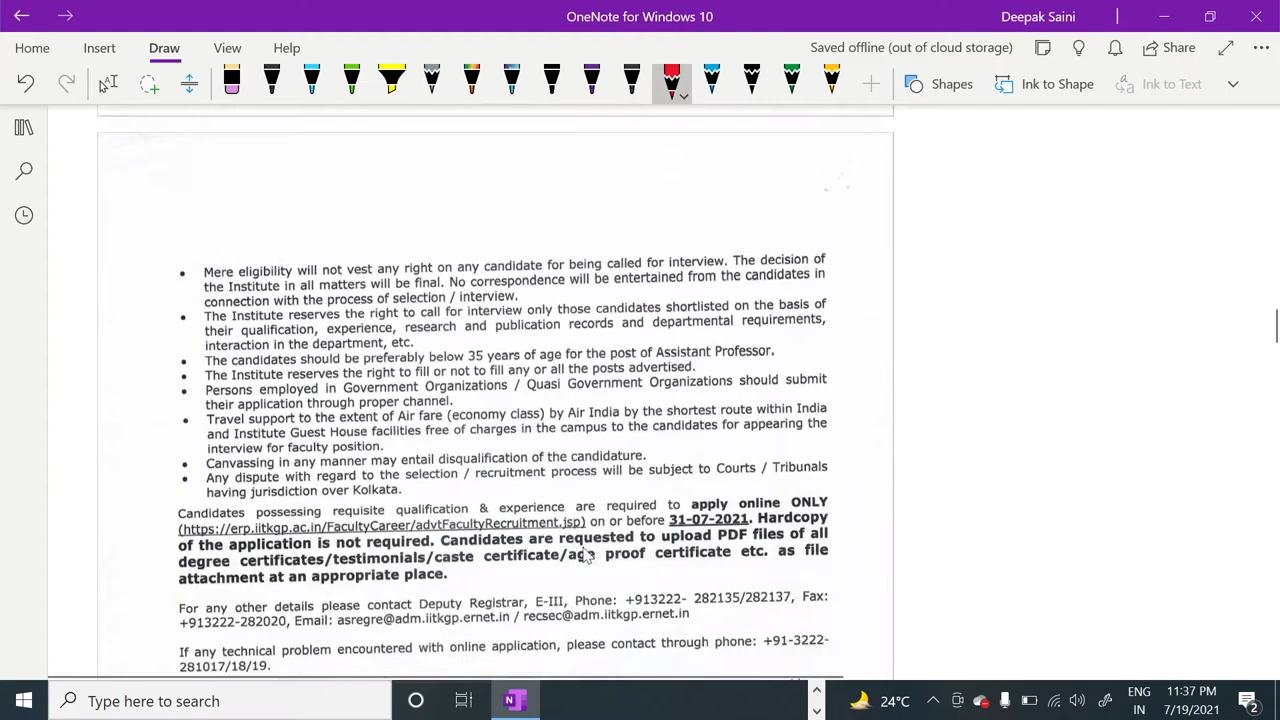 OneNote for Windows 10
Deepak Saini
Home Insert Draw View Help
Saved offline (out of cloud storage)
Share
Shapes
Ink to Shape
Ink to Text
• Mere eligibility will not vest any right on any candidate for being called for interview. The decision of
the Institute in all matters will be final. No correspondence will be entertained from the candidates in
connection with the process of selection / interview.
• The Institute reserves the right to call for interview only those candidates shortlisted on the basis of
their qualification, experience, research and publication records and departmental requirements,
interaction in the department, etc.
• The candidates should be preferably below 35 years of age for the post of Assistant Professor.
• The Institute reserves the right to fill or not to fill any or all the posts advertised.
• Persons employed in Government Organizations / Quasi Government Organizations should submit
their application through proper channel.
• Travel support to the extent of Air fare (economy class) by Air India by the shortest route within India
and Institute Guest House facilities free of charges in the campus to the candidates for appearing the
interview for faculty position.
• Canvassing in any manner may entail disqualification of the candidature.
• Any dispute with regard to the selection / recruitment process will be subject to Courts / Tribunals
having jurisdiction over Kolkata.
Candidates possessing requisite qualification & experience are required to apply online ONLY
(https://erp.iitkgp.ac.in/FacultyCareer/advtFacultyRecruitment.jsp) on or before 31-07-2021. Hardcopy
of the application is not required. Candidates are requested to upload PDF files of all
degree certificates/testimonials/caste certificate/age proof certificate etc. as file
attachment at an appropriate place.
For any other details please contact Deputy Registrar, E-III, Phone: +913222- 282135/282137, Fax:
+913222-282020, Email: asregre@adm.iitkgp.ernet.in / recsec@adm.iitkgp.ernet.in
If any technical problem encountered with online application, please contact through phone: +91-3222-
281017/18/19.
Type here to search
24°C
ENG
IN
11:37 PM
7/19/2021
2